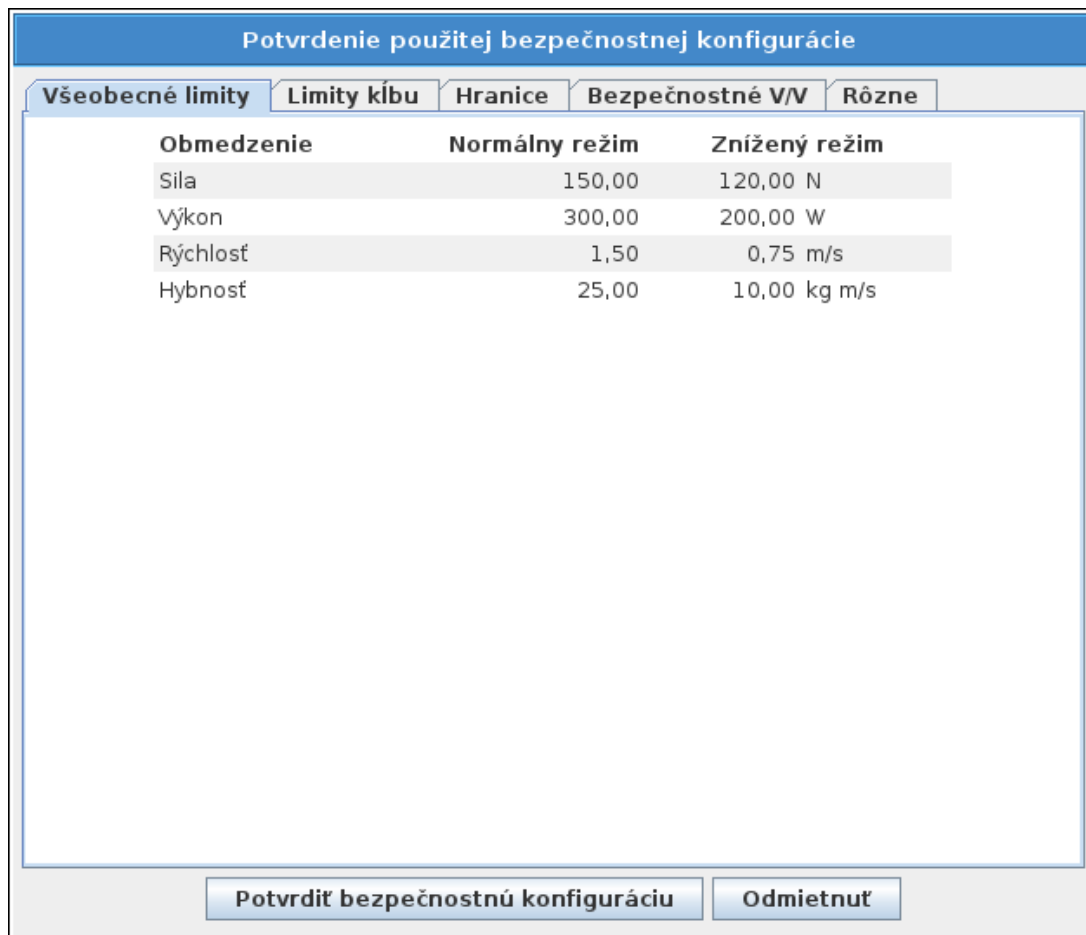 Potvrdenie použitej bezpečnostnej konfigurácie
Všeobecné limity Limity kĺbu Hranice Bezpečnostné V/V Rôzne
Obmedzenie Normálny režim Znížený režim
Sila 150,00 120,00 N
Výkon 300,00 200,00 W
Rýchlosť 1,50 0,75 m/s
Hybnosť 25,00 10,00 kg m/s
Potvrdiť bezpečnostnú konfiguráciu Odmietnuť